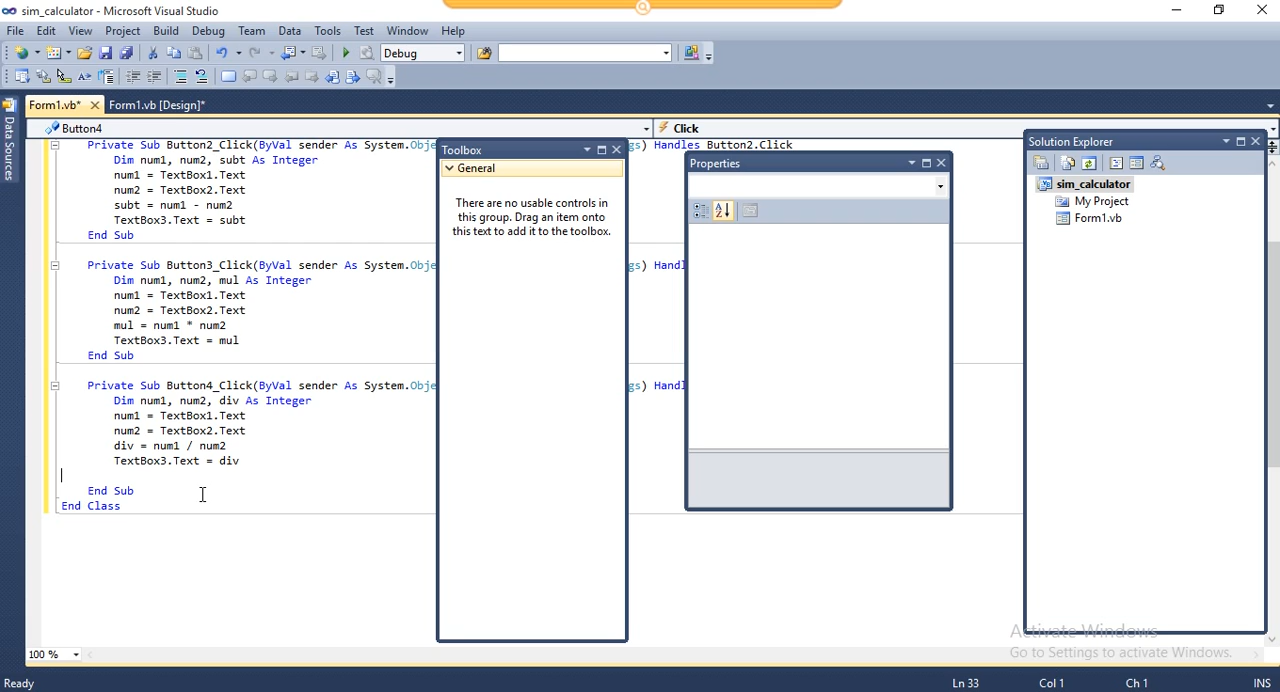 sim_calculator - Microsoft Visual Studio
File Edit View Project Build Debug Team Data Tools Test Window Help
Debug
Form1.vb* Form1.vb [Design]*
Data Sources
Button4
Click
Private Sub Button2_Click(ByVal sender As System.Obje
gs) Handles Button2.Click
Dim num1, num2, subt As Integer
num1 = TextBox1.Text
num2 = TextBox2.Text
subt = num1 - num2
TextBox3.Text = subt
End Sub
Private Sub Button3_Click(ByVal sender As System.Obje
gs) Handl
Dim num1, num2, mul As Integer
num1 = TextBox1.Text
num2 = TextBox2.Text
mul = num1 * num2
TextBox3.Text = mul
End Sub
Private Sub Button4_Click(ByVal sender As System.Obje
gs) Handl
Dim num1, num2, div As Integer
num1 = TextBox1.Text
num2 = TextBox2.Text
div = num1 / num2
TextBox3.Text = div
End Sub
End Class
Toolbox
General
There are no usable controls in
this group. Drag an item onto
this text to add it to the toolbox.
Properties
Solution Explorer
sim_calculator
My Project
Form1.vb
Activate Windows
Go to Settings to activate Windows.
100 %
Ready
Ln 33 Col 1 Ch 1 INS